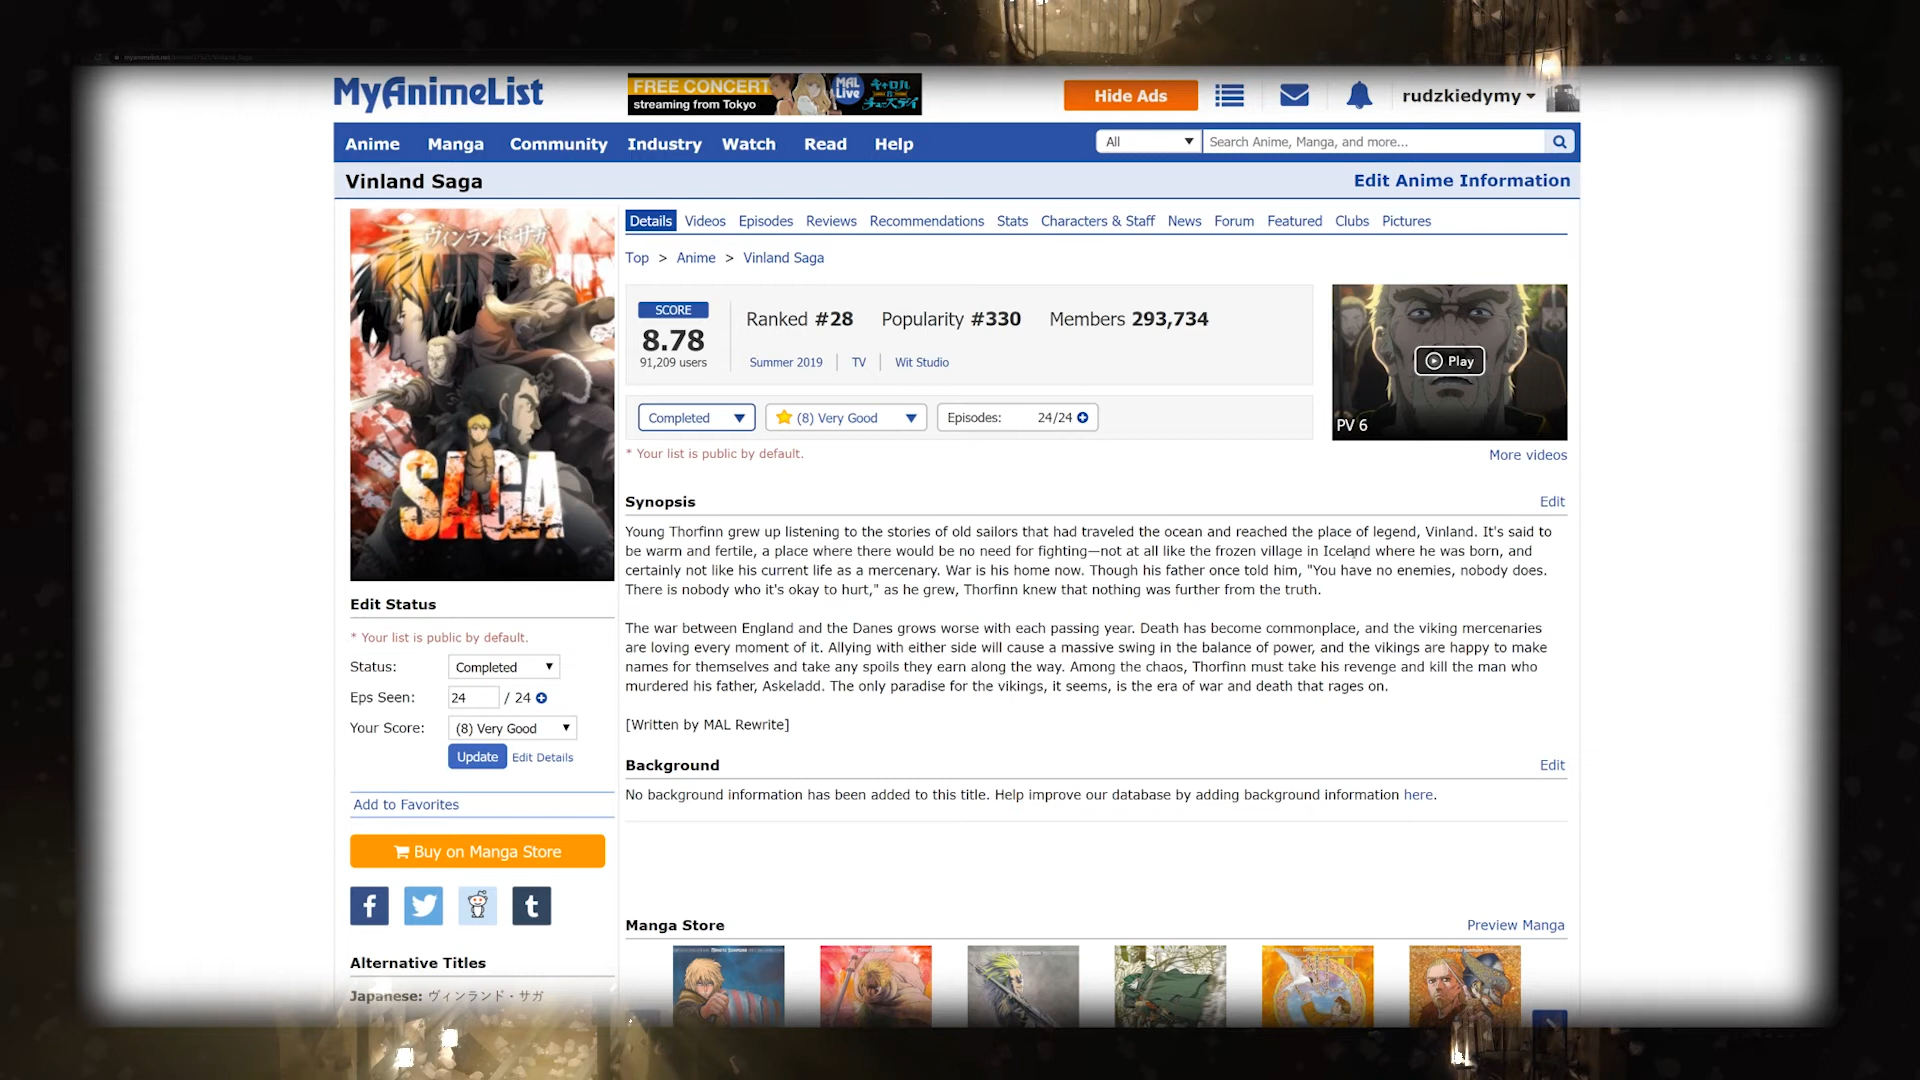 MyAnimeList
FREE CONCERT
streaming from Tokyo
MAL Live
キャロル
Hide Ads
rudzkiedymy
Anime Manga Community Industry Watch Read Help
All
Search Anime, Manga, and more...
Vinland Saga
Edit Anime Information
Details Videos Episodes Reviews Recommendations Stats Characters & Staff News Forum Featured Clubs Pictures
Top > Anime > Vinland Saga
ヴィンランド・サガ
SAGA
SCORE
8.78
91,209 users
Ranked #28 Popularity #330 Members 293,734
Summer 2019 TV Wit Studio
Play
PV 6
Completed
(8) Very Good
Episodes: 24/24
* Your list is public by default.
More videos
Synopsis
Edit
Young Thorfinn grew up listening to the stories of old sailors that had traveled the ocean and reached the place of legend, Vinland. It's said to
be warm and fertile, a place where there would be no need for fighting—not at all like the frozen village in Iceland where he was born, and
certainly not like his current life as a mercenary. War is his home now. Though his father once told him, "You have no enemies, nobody does.
There is nobody who it's okay to hurt," as he grew, Thorfinn knew that nothing was further from the truth.
The war between England and the Danes grows worse with each passing year. Death has become commonplace, and the viking mercenaries
are loving every moment of it. Allying with either side will cause a massive swing in the balance of power, and the vikings are happy to make
names for themselves and take any spoils they earn along the way. Among the chaos, Thorfinn must take his revenge and kill the man who
murdered his father, Askeladd. The only paradise for the vikings, it seems, is the era of war and death that rages on.
[Written by MAL Rewrite]
Background
Edit
No background information has been added to this title. Help improve our database by adding background information here.
Manga Store
Preview Manga
Edit Status
* Your list is public by default.
Status: Completed
Eps Seen: 24 / 24
Your Score: (8) Very Good
Update Edit Details
Add to Favorites
Buy on Manga Store
Alternative Titles
Japanese: ヴィンランド・サガ